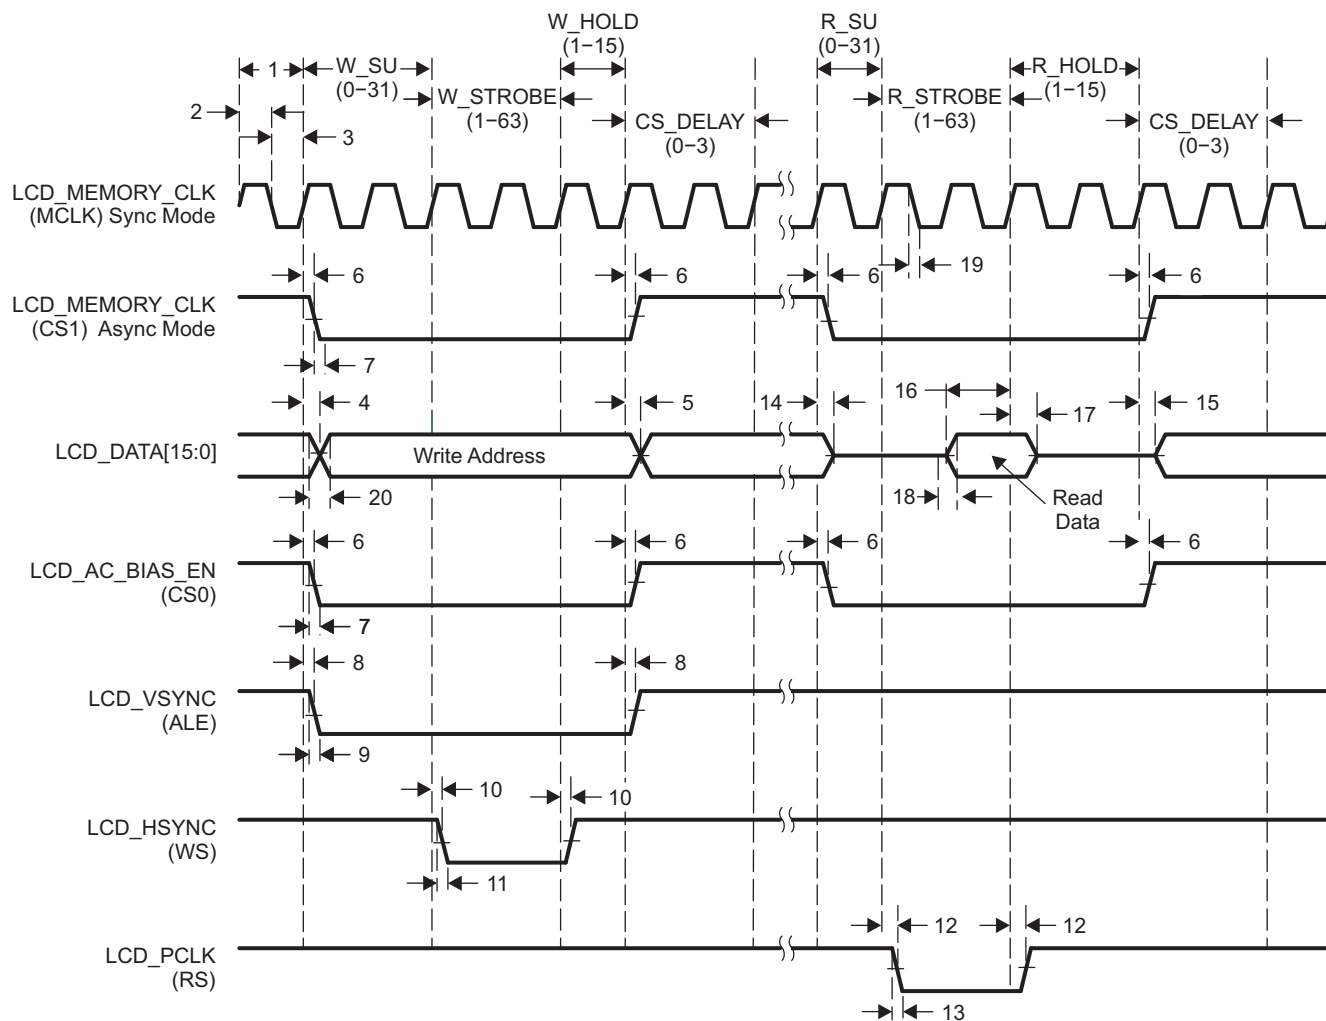 W_HOLD
(1−15)
R_SU
(0−31)
1
W_SU
(0−31)
R_HOLD
(1−15)
2
W_STROBE
(1−63)
R_STROBE
(1−63)
3
CS_DELAY
(0−3)
CS_DELAY
(0−3)
LCD_MEMORY_CLK
(MCLK) Sync Mode
19
6
6
6
6
LCD_MEMORY_CLK
(CS1) Async Mode
7
16
4
5
14
17
15
LCD_DATA[15:0]
Write Address
20
18
Read
Data
6
6
6
6
LCD_AC_BIAS_EN
(CS0)
7
8
8
LCD_VSYNC
(ALE)
9
10
10
LCD_HSYNC
(WS)
11
12
12
LCD_PCLK
(RS)
13